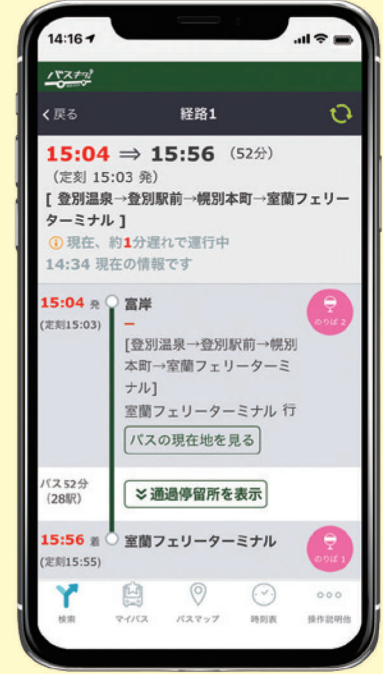 14:16
バスナビ
戻る
経路1
15:04 ⇒ 15:56 (52分)
(定刻 15:03 発)
[ 登別温泉→登別駅前→幌別本町→室蘭フェリー
ターミナル ]
現在、約1分遅れで運行中
14:34 現在の情報です
15:04 発 富岸
(定刻15:03)
のりば 2
[登別温泉→登別駅前→幌別
本町→室蘭フェリーターミ
ナル]
室蘭フェリーターミナル 行
バスの現在地を見る
バス52分
(28駅)
通過停留所を表示
15:56 着 室蘭フェリーターミナル
(定刻15:55)
のりば 1
検索 マイバス バスマップ 時刻表 操作説明他